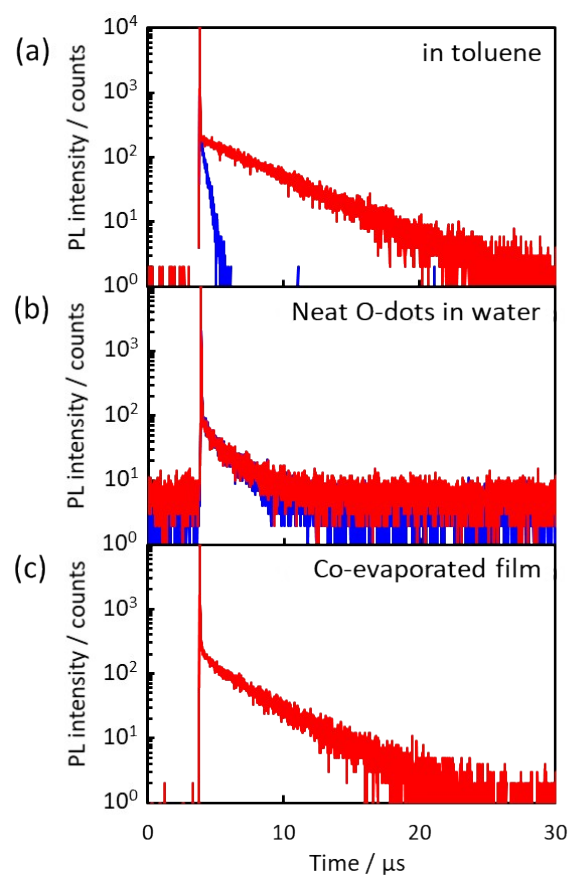 (a)
in toluene
PL intensity / counts
10⁴
10³
10²
10¹
10⁰
(b)
Neat O-dots in water
PL intensity / counts
10³
10²
10¹
10⁰
(c)
Co-evaporated film
PL intensity / counts
10³
10²
10¹
10⁰
0 10 20 30
Time / µs